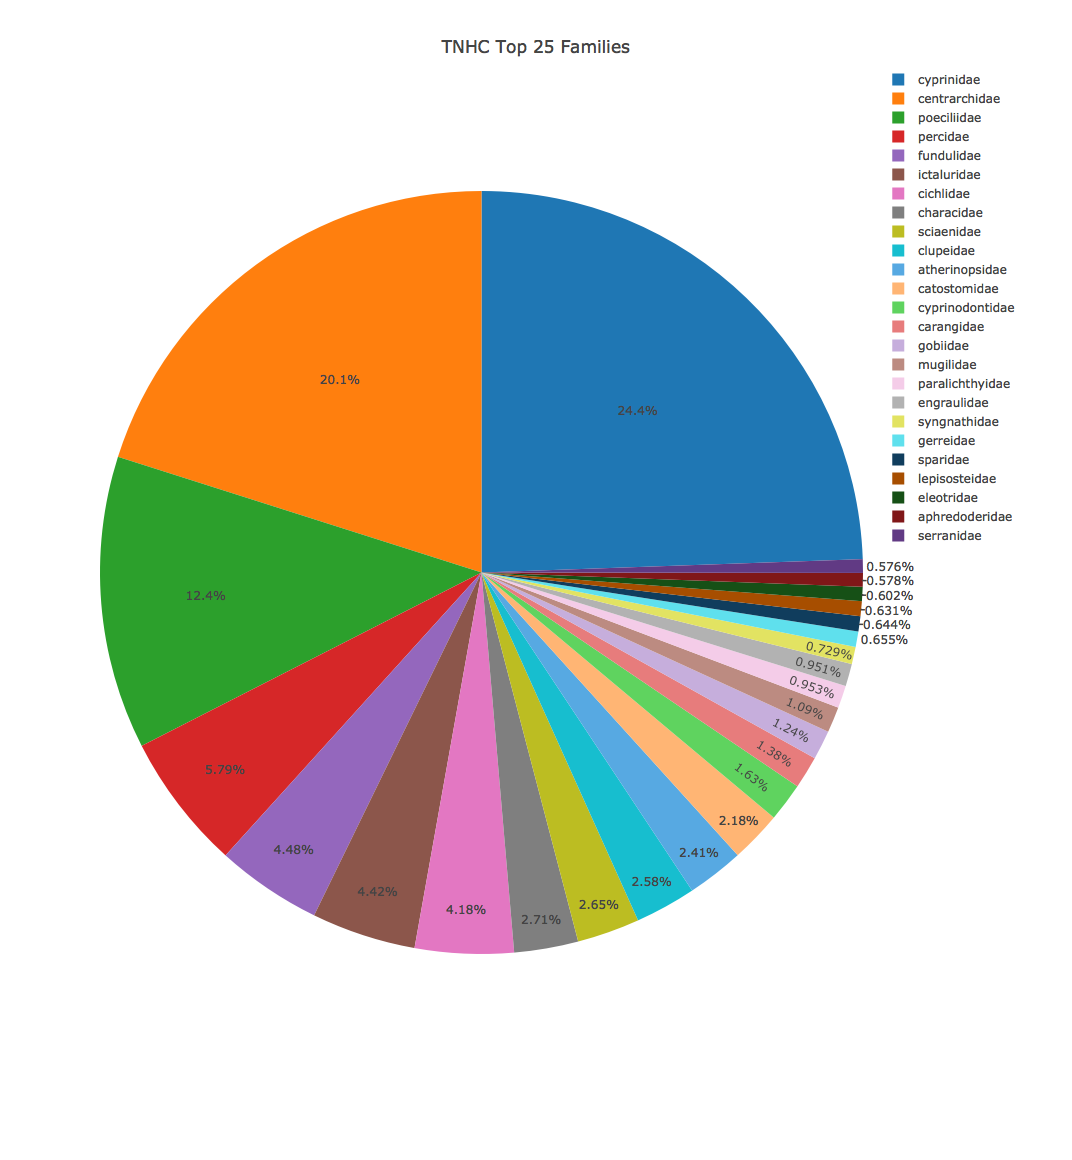 TNHC Top 25 Families
cyprinidae
centrarchidae
poeciliidae
percidae
fundulidae
ictaluridae
cichlidae
characidae
sciaenidae
clupeidae
atherinopsidae
catostomidae
cyprinodontidae
carangidae
gobiidae
mugilidae
paralichthyidae
engraulidae
syngnathidae
gerreidae
sparidae
lepisosteidae
eleotridae
aphredoderidae
serranidae
24.4%
20.1%
12.4%
5.79%
4.48%
4.42%
4.18%
2.71%
2.65%
2.58%
2.41%
2.18%
1.63%
1.38%
1.24%
1.09%
0.953%
0.951%
0.729%
0.655%
0.644%
0.631%
0.602%
0.578%
0.576%